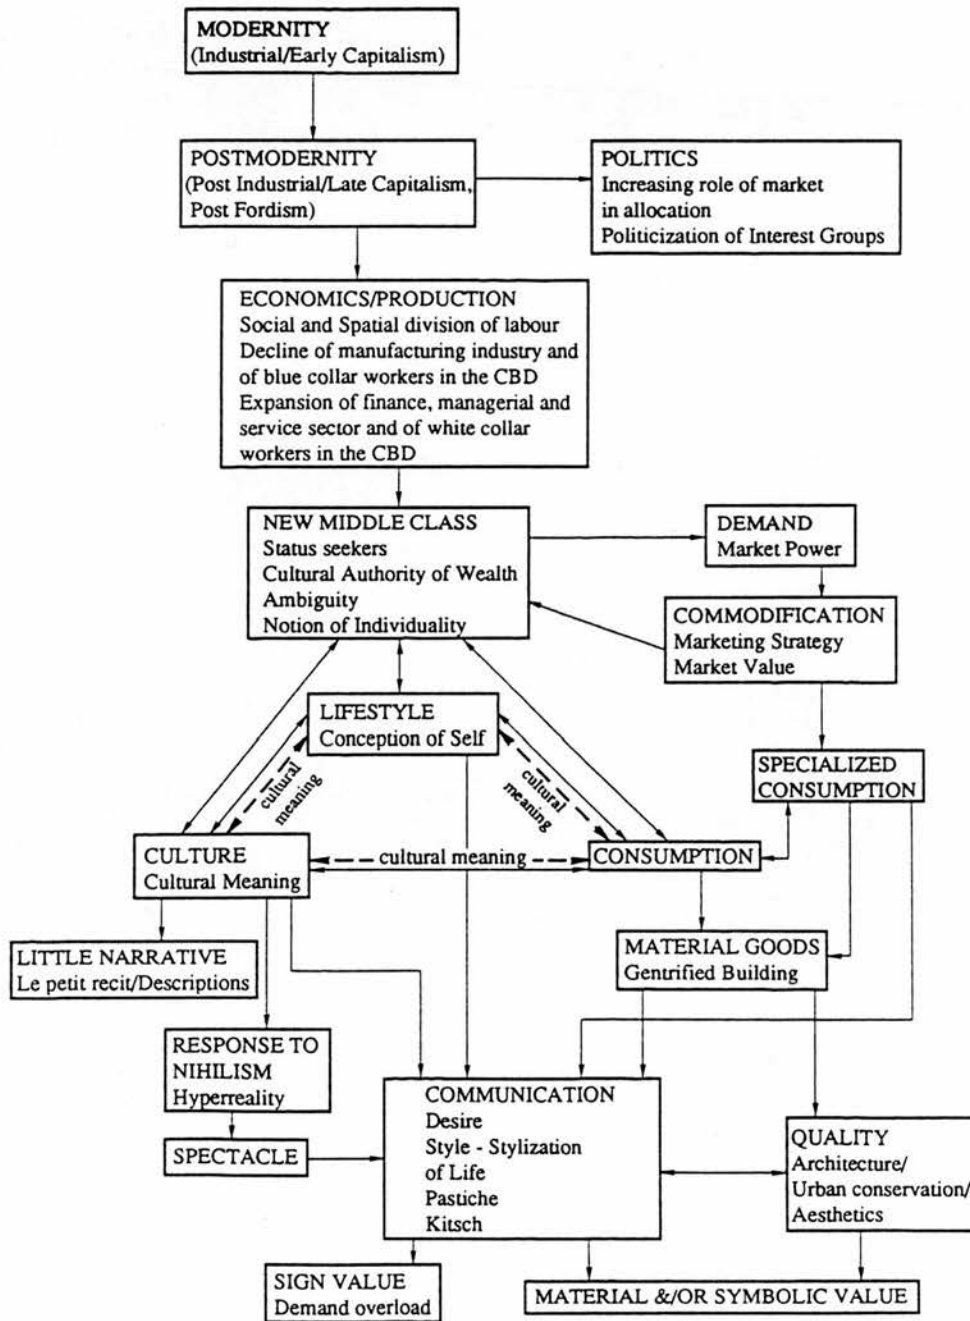 MODERNITY
(Industrial/Early Capitalism)
POSTMODERNITY
(Post Industrial/Late Capitalism,
Post Fordism)
POLITICS
Increasing role of market
in allocation
Politicization of Interest Groups
ECONOMICS/PRODUCTION
Social and Spatial division of labour
Decline of manufacturing industry and
of blue collar workers in the CBD
Expansion of finance, managerial and
service sector and of white collar
workers in the CBD
NEW MIDDLE CLASS
Status seekers
Cultural Authority of Wealth
Ambiguity
Notion of Individuality
DEMAND
Market Power
COMMODIFICATION
Marketing Strategy
Market Value
LIFESTYLE
Conception of Self
SPECIALIZED
CONSUMPTION
cultural
meaning
cultural
meaning
CULTURE
Cultural Meaning
cultural meaning
CONSUMPTION
LITTLE NARRATIVE
Le petit recit/Descriptions
MATERIAL GOODS
Gentrified Building
RESPONSE TO
NIHILISM
Hyperreality
SPECTACLE
COMMUNICATION
Desire
Style - Stylization
of Life
Pastiche
Kitsch
QUALITY
Architecture/
Urban conservation/
Aesthetics
SIGN VALUE
Demand overload
MATERIAL &/OR SYMBOLIC VALUE